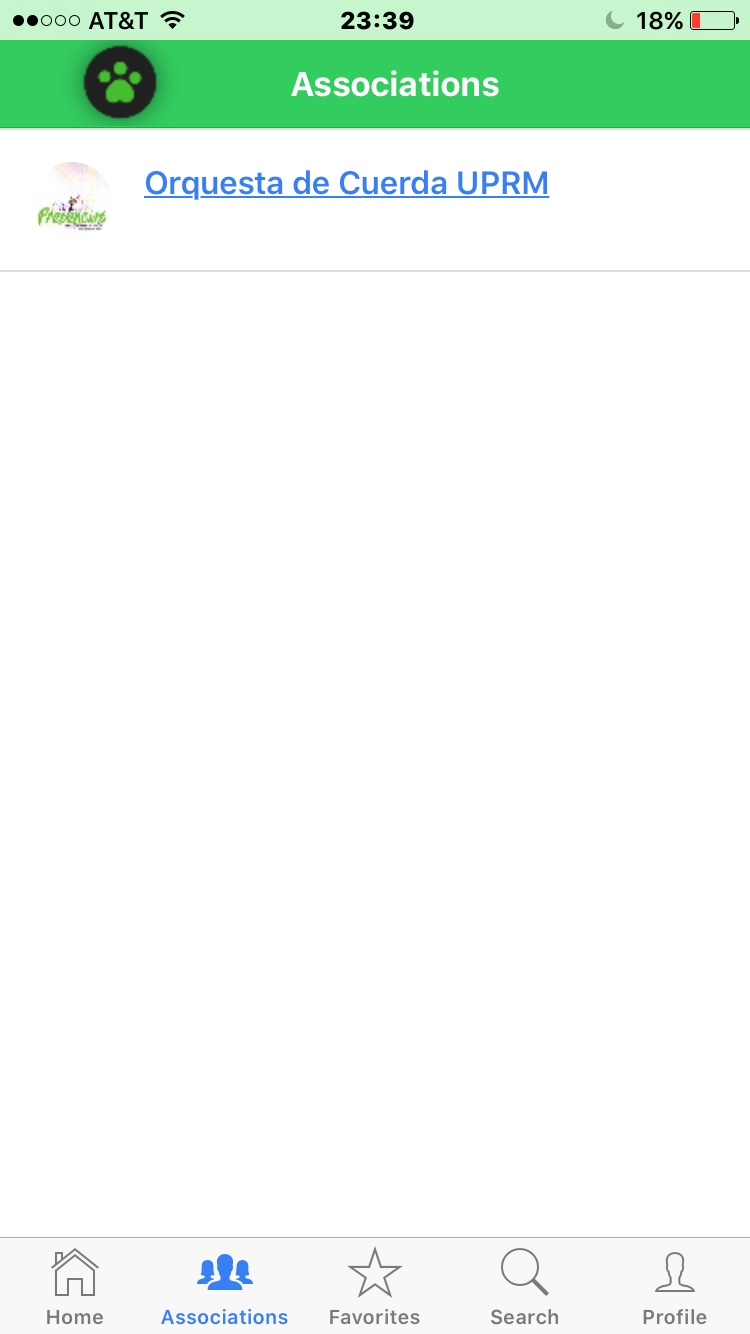 AT&T 23:39 18%
Associations
Orquesta de Cuerda UPRM
Home Associations Favorites Search Profile